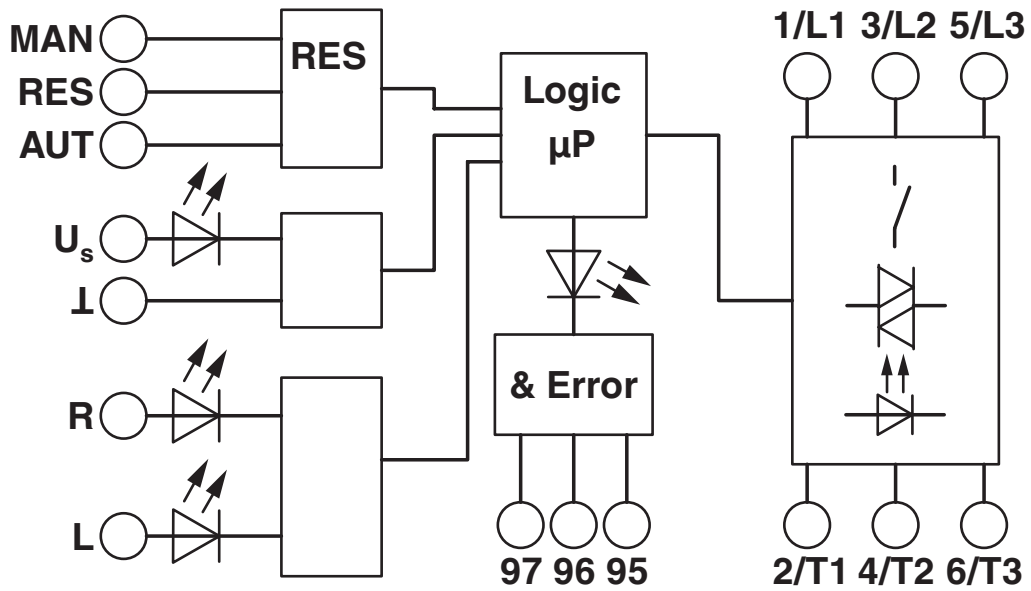 MAN
RES
AUT
RES
U_s
⊥
R
L
Logic
µP
& Error
97 96 95
1/L1 3/L2 5/L3
2/T1 4/T2 6/T3